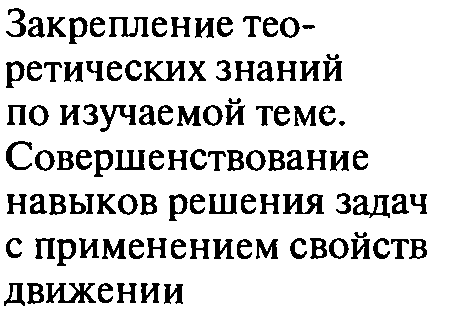 Закрепление тео-
ретических знаний
по изучаемой теме.
Совершенствование
навыков решения задач
с применением свойств
движении